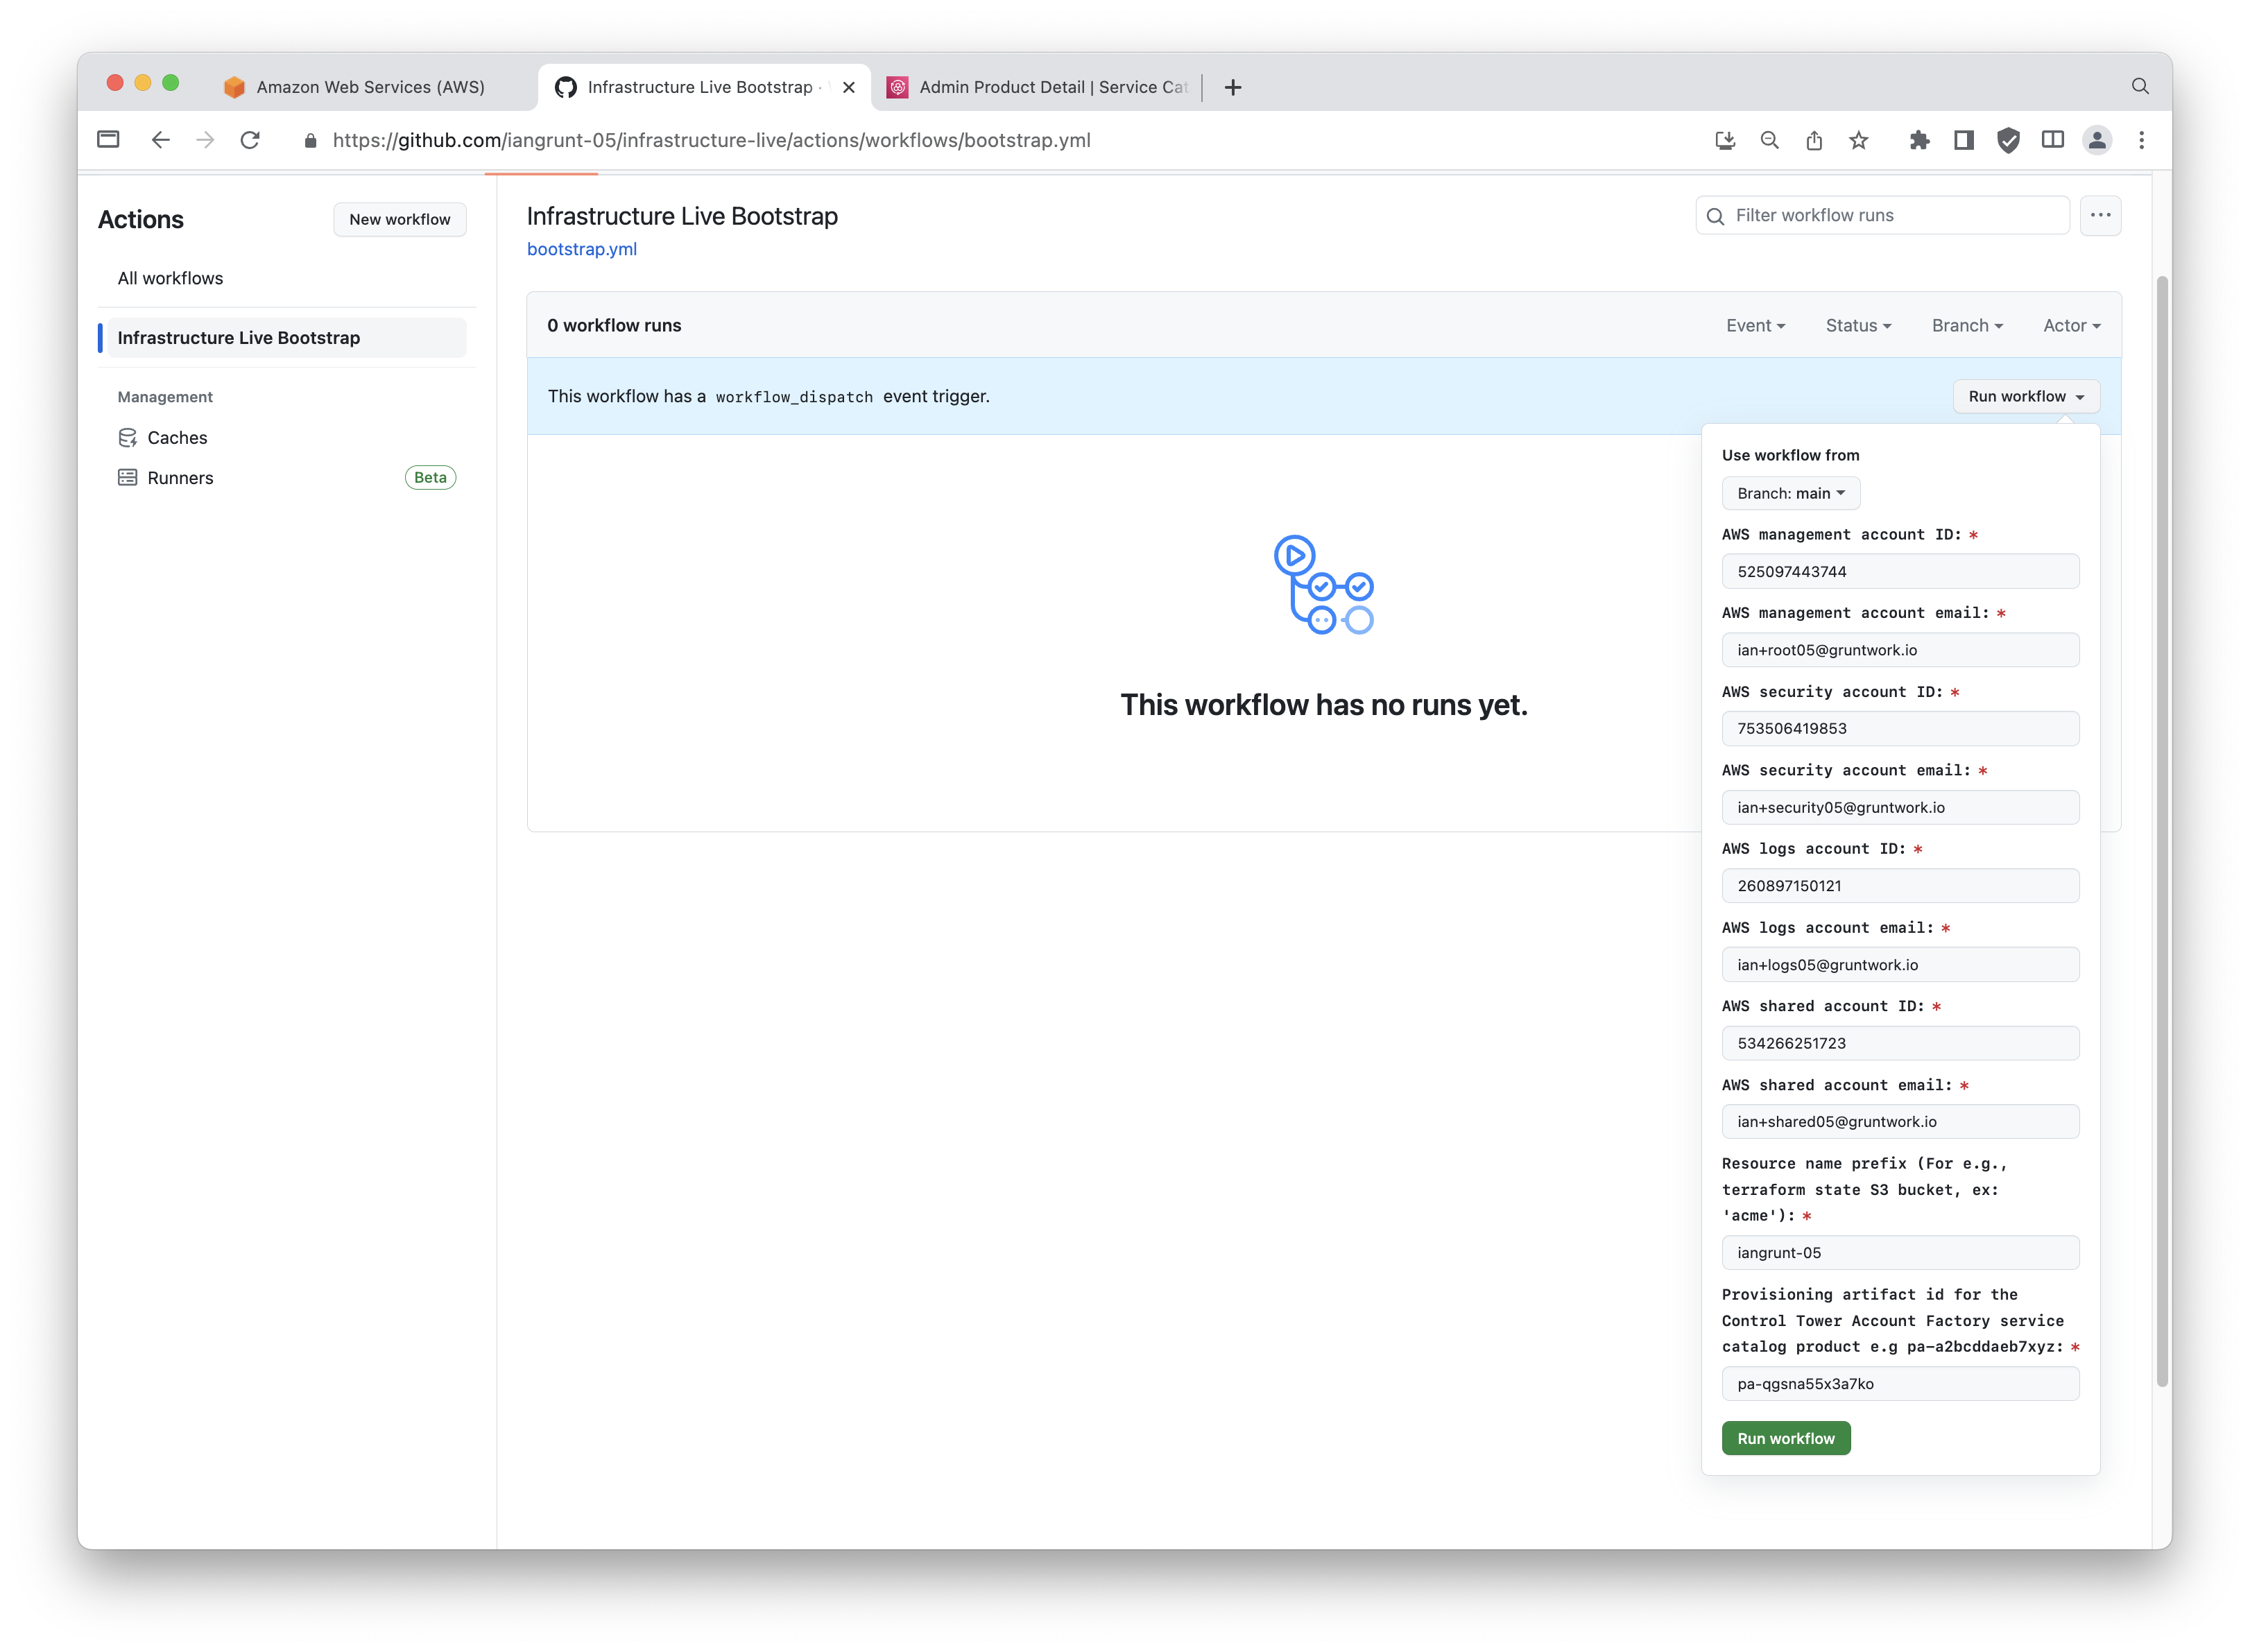 Amazon Web Services (AWS)
Infrastructure Live Bootstrap ·
Admin Product Detail | Service Cat
https://github.com/iangrunt-05/infrastructure-live/actions/workflows/bootstrap.yml
Actions
New workflow
All workflows
Infrastructure Live Bootstrap
Management
Caches
Runners
Beta
Infrastructure Live Bootstrap
bootstrap.yml
Filter workflow runs
0 workflow runs
Event
Status
Branch
Actor
This workflow has a workflow_dispatch event trigger.
Run workflow
This workflow has no runs yet.
Use workflow from
Branch: main
AWS management account ID: *
525097443744
AWS management account email: *
ian+root05@gruntwork.io
AWS security account ID: *
753506419853
AWS security account email: *
ian+security05@gruntwork.io
AWS logs account ID: *
260897150121
AWS logs account email: *
ian+logs05@gruntwork.io
AWS shared account ID: *
534266251723
AWS shared account email: *
ian+shared05@gruntwork.io
Resource name prefix (For e.g.,
terraform state S3 bucket, ex:
'acme'): *
iangrunt-05
Provisioning artifact id for the
Control Tower Account Factory service
catalog product e.g pa-a2bcddaeb7xyz: *
pa-qgsna55x3a7ko
Run workflow